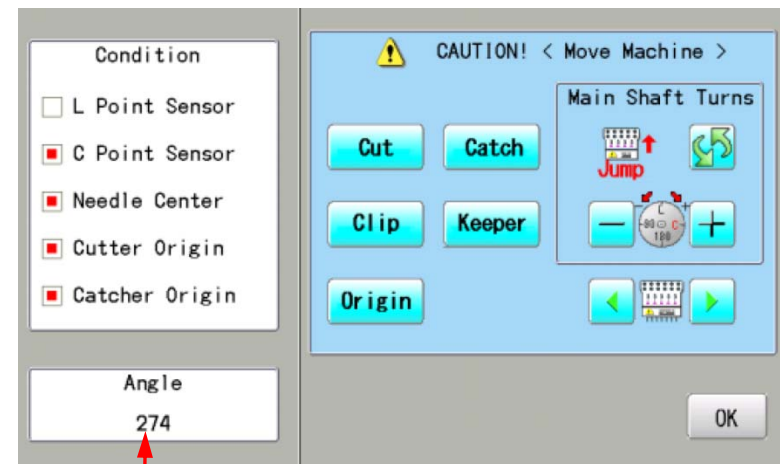 Condition
L Point Sensor
C Point Sensor
Needle Center
Cutter Origin
Catcher Origin
Angle
274
CAUTION! < Move Machine >
Cut
Catch
Clip
Keeper
Origin
Main Shaft Turns
Jump
OK